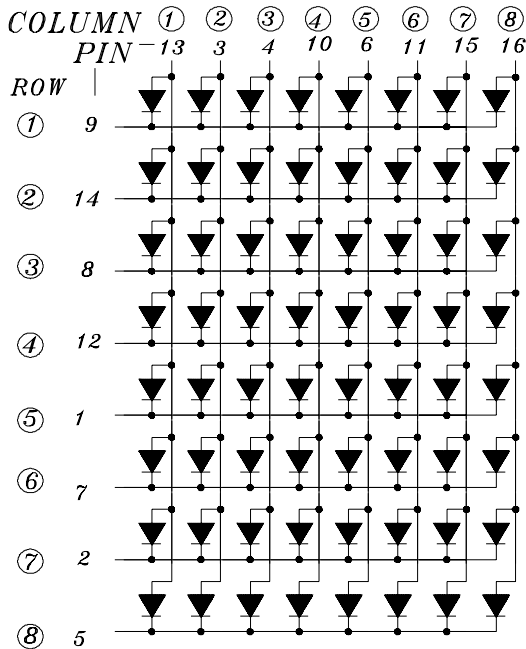 COLUMN ① ② ③ ④ ⑤ ⑥ ⑦ ⑧
PIN 13 3 4 10 6 11 15 16
ROW
① 9
② 14
③ 8
④ 12
⑤ 1
⑥ 7
⑦ 2
⑧ 5